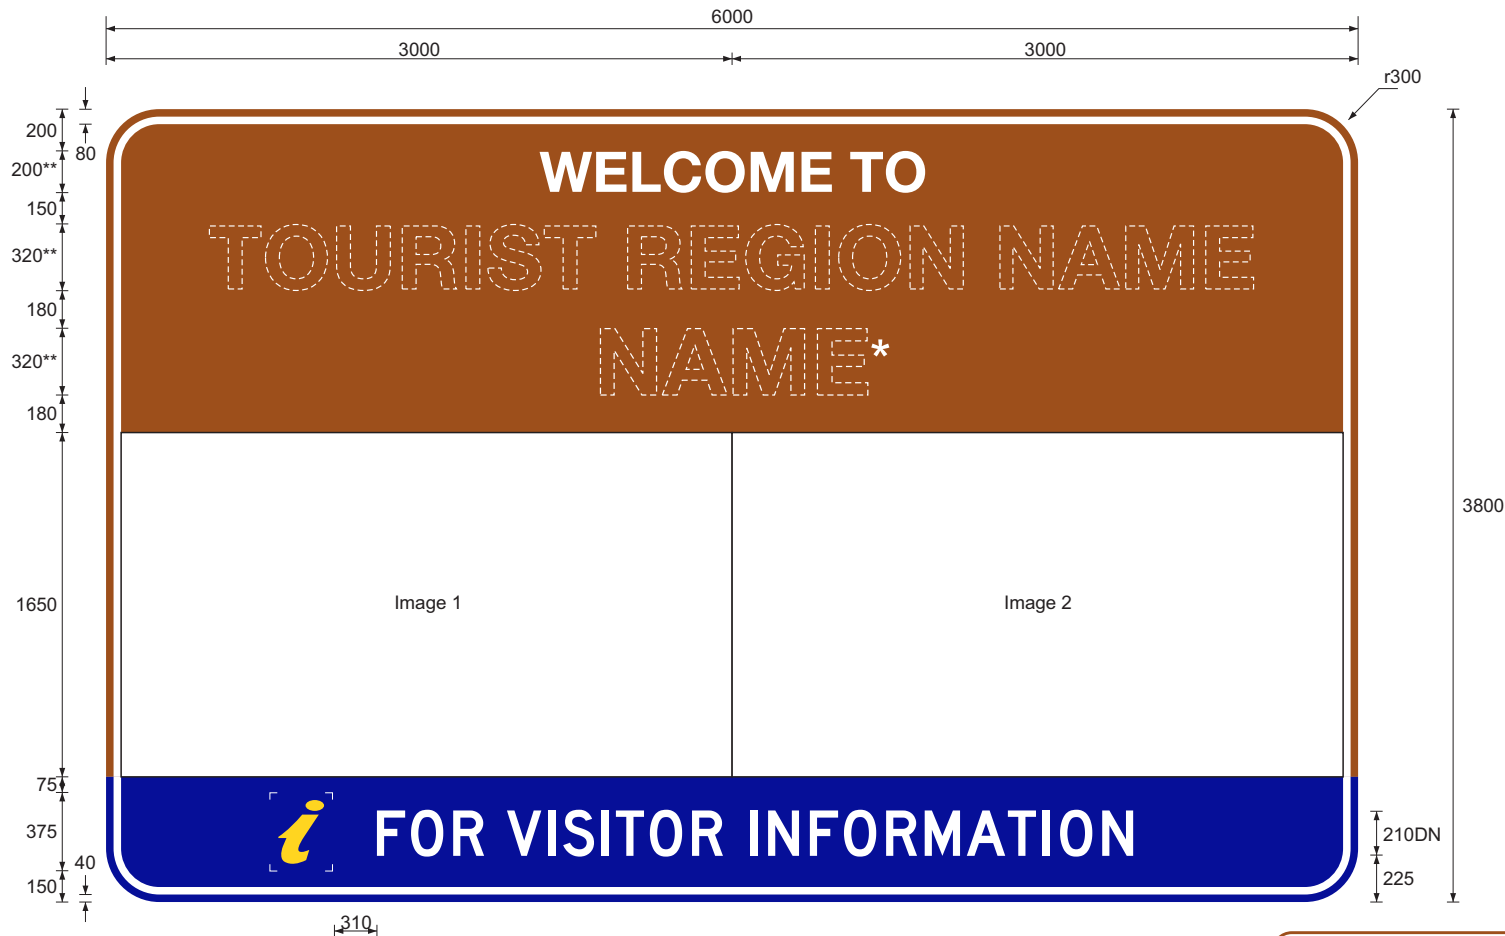 6000
3000 3000
r300
200
80
200**
150
320**
180
320**
180
1650
75
375
40
150
WELCOME TO
TOURIST REGION NAME
NAME*
Image 1 Image 2
i FOR VISITOR INFORMATION
3800
210DN
225
310